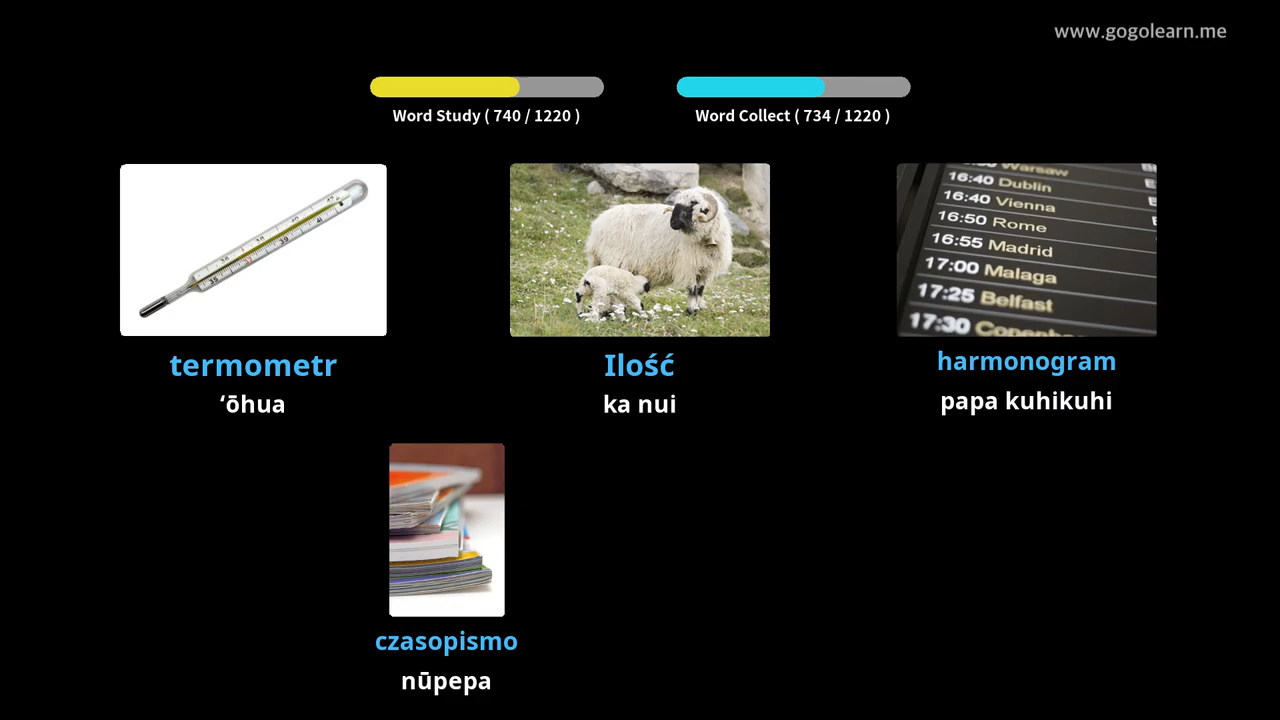 www.gogolearn.me
Word Study ( 740 / 1220 )
Word Collect ( 734 / 1220 )
Warsaw
16:40 Dublin
16:40 Vienna
16:50 Rome
16:55 Madrid
17:00 Malaga
17:25 Belfast
17:30
termometr
ʻōhua
Ilość
ka nui
harmonogram
papa kuhikuhi
czasopismo
nūpepa